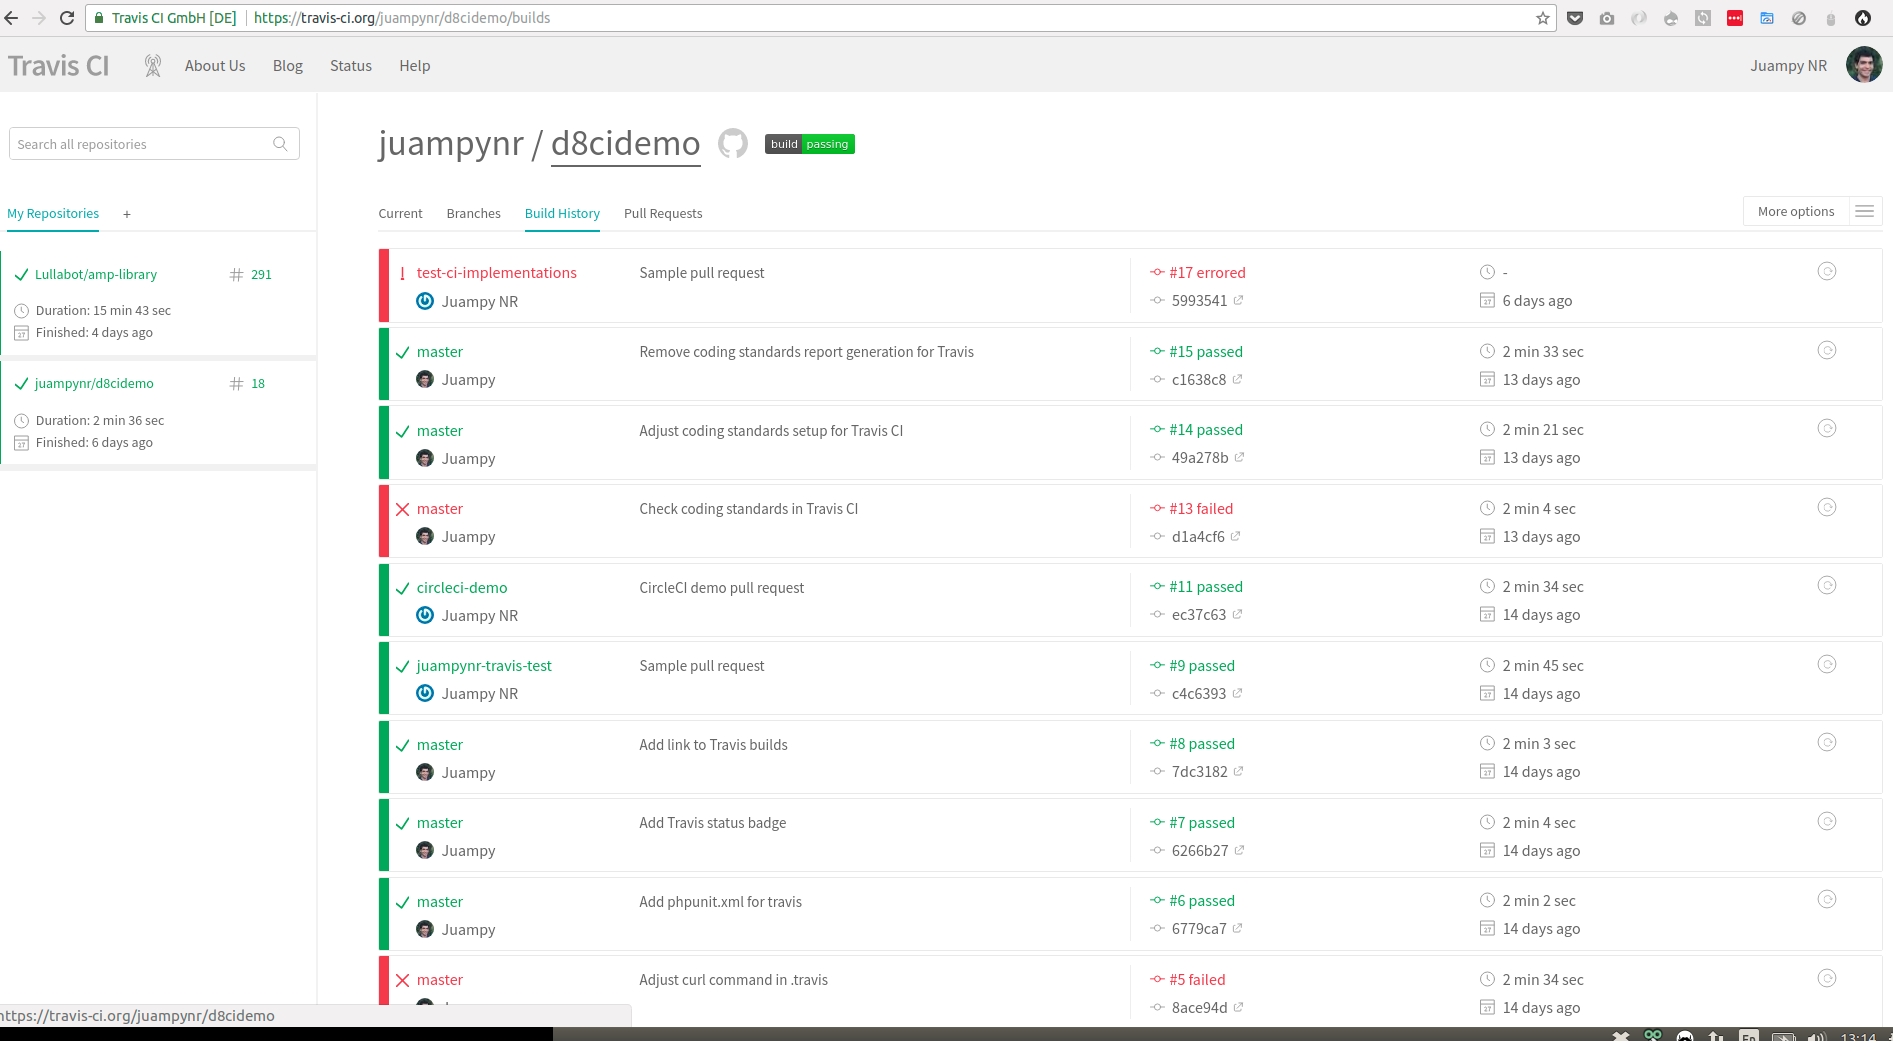 Travis CI GmbH [DE] https://travis-ci.org/juampynr/d8cidemo/builds
Travis CI About Us Blog Status Help Juampy NR
Search all repositories
My Repositories +
Lullabot/amp-library # 291
Duration: 15 min 43 sec
Finished: 4 days ago
juampynr/d8cidemo # 18
Duration: 2 min 36 sec
Finished: 6 days ago
juampynr / d8cidemo build passing
Current Branches Build History Pull Requests More options
! test-ci-implementations Sample pull request #17 errored -
Juampy NR 5993541 6 days ago
master Remove coding standards report generation for Travis #15 passed 2 min 33 sec
Juampy c1638c8 13 days ago
master Adjust coding standards setup for Travis CI #14 passed 2 min 21 sec
Juampy 49a278b 13 days ago
master Check coding standards in Travis CI #13 failed 2 min 4 sec
Juampy d1a4cf6 13 days ago
circleci-demo CircleCI demo pull request #11 passed 2 min 34 sec
Juampy NR ec37c63 14 days ago
juampynr-travis-test Sample pull request #9 passed 2 min 45 sec
Juampy NR c4c6393 14 days ago
master Add link to Travis builds #8 passed 2 min 3 sec
Juampy 7dc3182 14 days ago
master Add Travis status badge #7 passed 2 min 4 sec
Juampy 6266b27 14 days ago
master Add phpunit.xml for travis #6 passed 2 min 2 sec
Juampy 6779ca7 14 days ago
master Adjust curl command in .travis #5 failed 2 min 34 sec
8ace94d 14 days ago
https://travis-ci.org/juampynr/d8cidemo
En 13:14